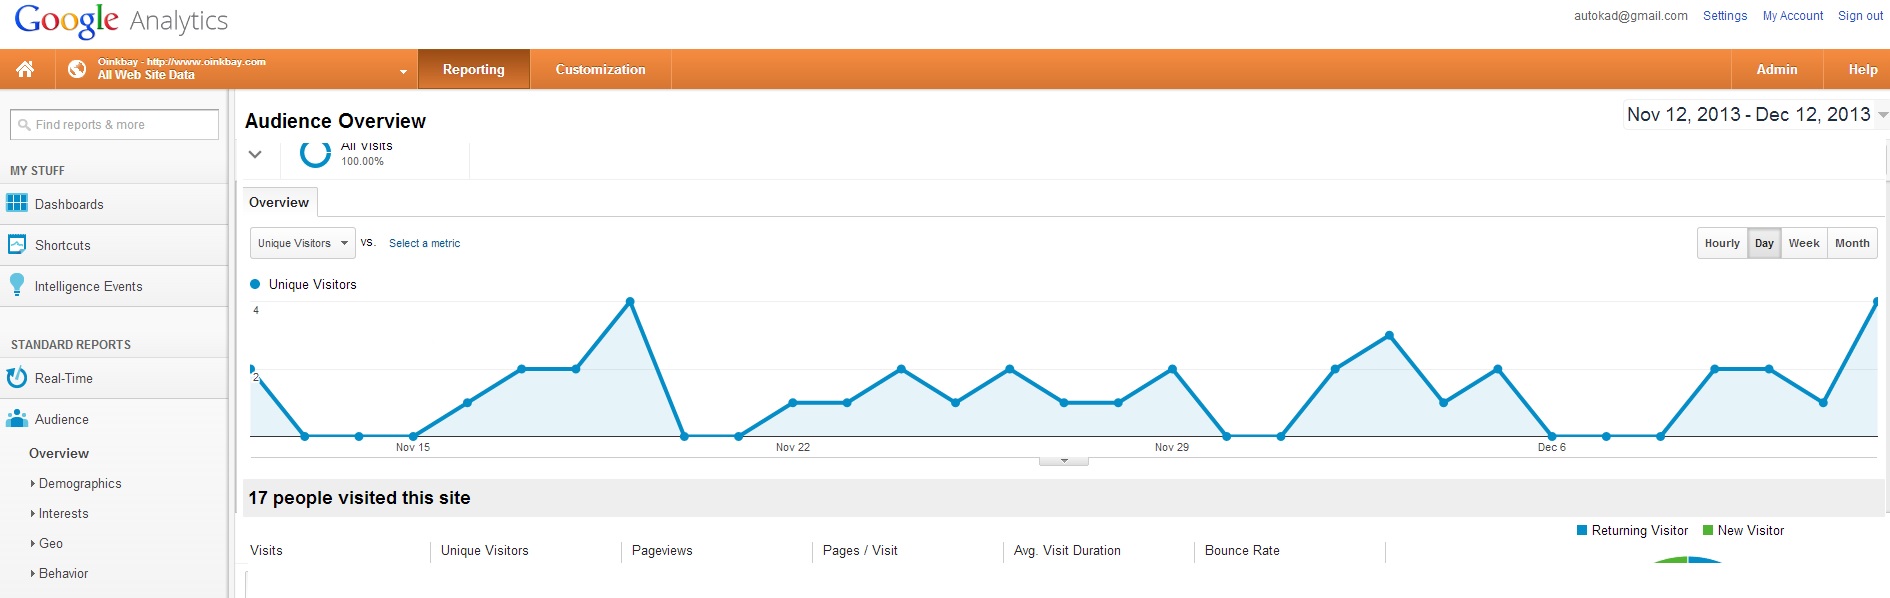 Google Analytics
autokad@gmail.com Settings My Account Sign out
Oinkbay - http://www.oinkbay.com
All Web Site Data
Reporting Customization Admin Help
Find reports & more
MY STUFF
Dashboards
Shortcuts
Intelligence Events
STANDARD REPORTS
Real-Time
Audience
Overview
Demographics
Interests
Geo
Behavior
Audience Overview
Nov 12, 2013 - Dec 12, 2013
All Visits
100.00%
Overview
Unique Visitors VS. Select a metric
Hourly Day Week Month
Unique Visitors
4
2
Nov 15 Nov 22 Nov 29 Dec 6
17 people visited this site
Returning Visitor New Visitor
Visits Unique Visitors Pageviews Pages / Visit Avg. Visit Duration Bounce Rate